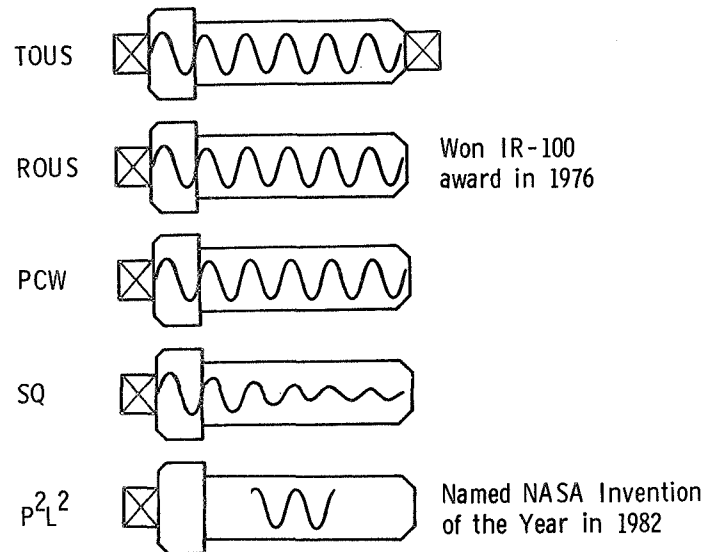 TOUS
ROUS
Won IR-100
award in 1976
PCW
SQ
P²L²
Named NASA Invention
of the Year in 1982